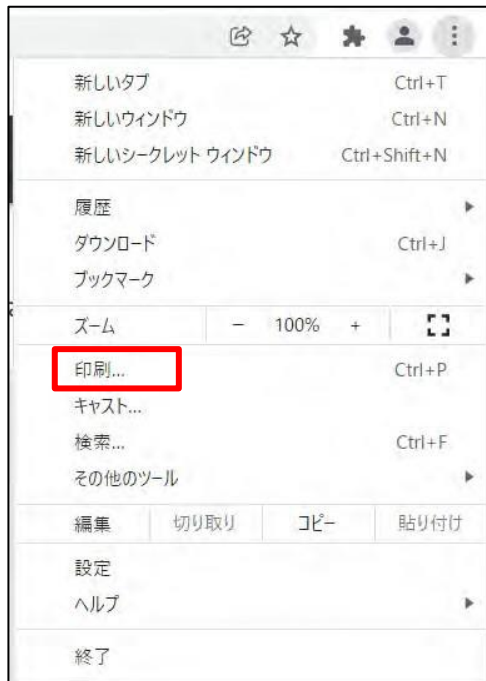 新しいタブ Ctrl+T
新しいウィンドウ Ctrl+N
新しいシークレット ウィンドウ Ctrl+Shift+N
履歴
ダウンロード Ctrl+J
ブックマーク
ズーム − 100% +
印刷... Ctrl+P
キャスト...
検索... Ctrl+F
その他のツール
編集 切り取り コピー 貼り付け
設定
ヘルプ
終了